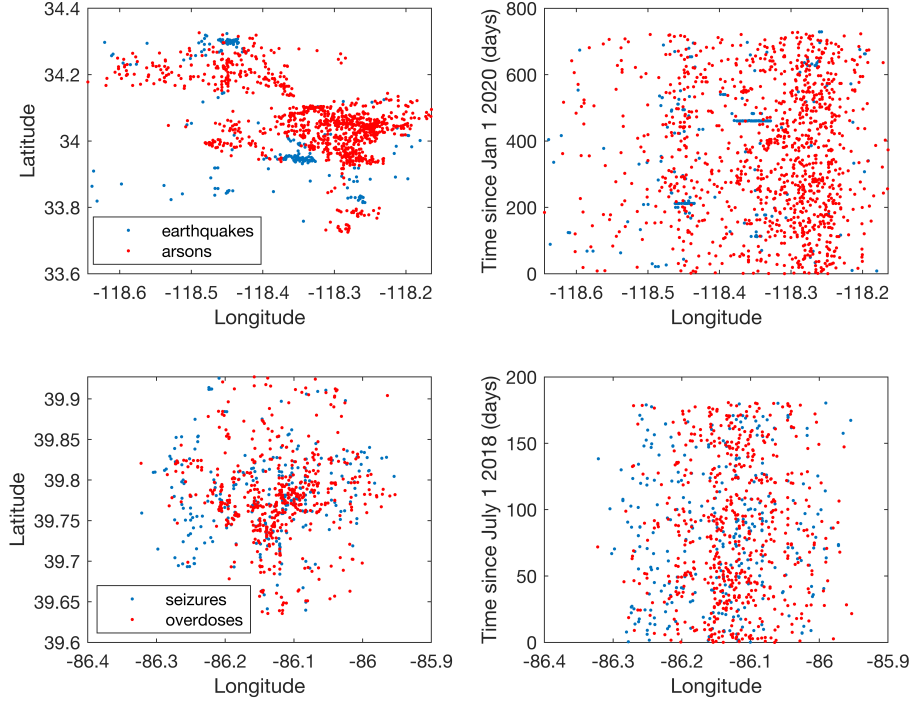 34.4
34.2
34
33.8
33.6
Latitude
earthquakes
arsons
-118.6 -118.5 -118.4 -118.3 -118.2
Longitude
800
600
400
200
0
Time since Jan 1 2020 (days)
-118.6 -118.5 -118.4 -118.3 -118.2
Longitude
39.9
39.85
39.8
39.75
39.7
39.65
39.6
Latitude
seizures
overdoses
-86.4 -86.3 -86.2 -86.1 -86 -85.9
Longitude
200
150
100
50
0
Time since July 1 2018 (days)
-86.4 -86.3 -86.2 -86.1 -86 -85.9
Longitude